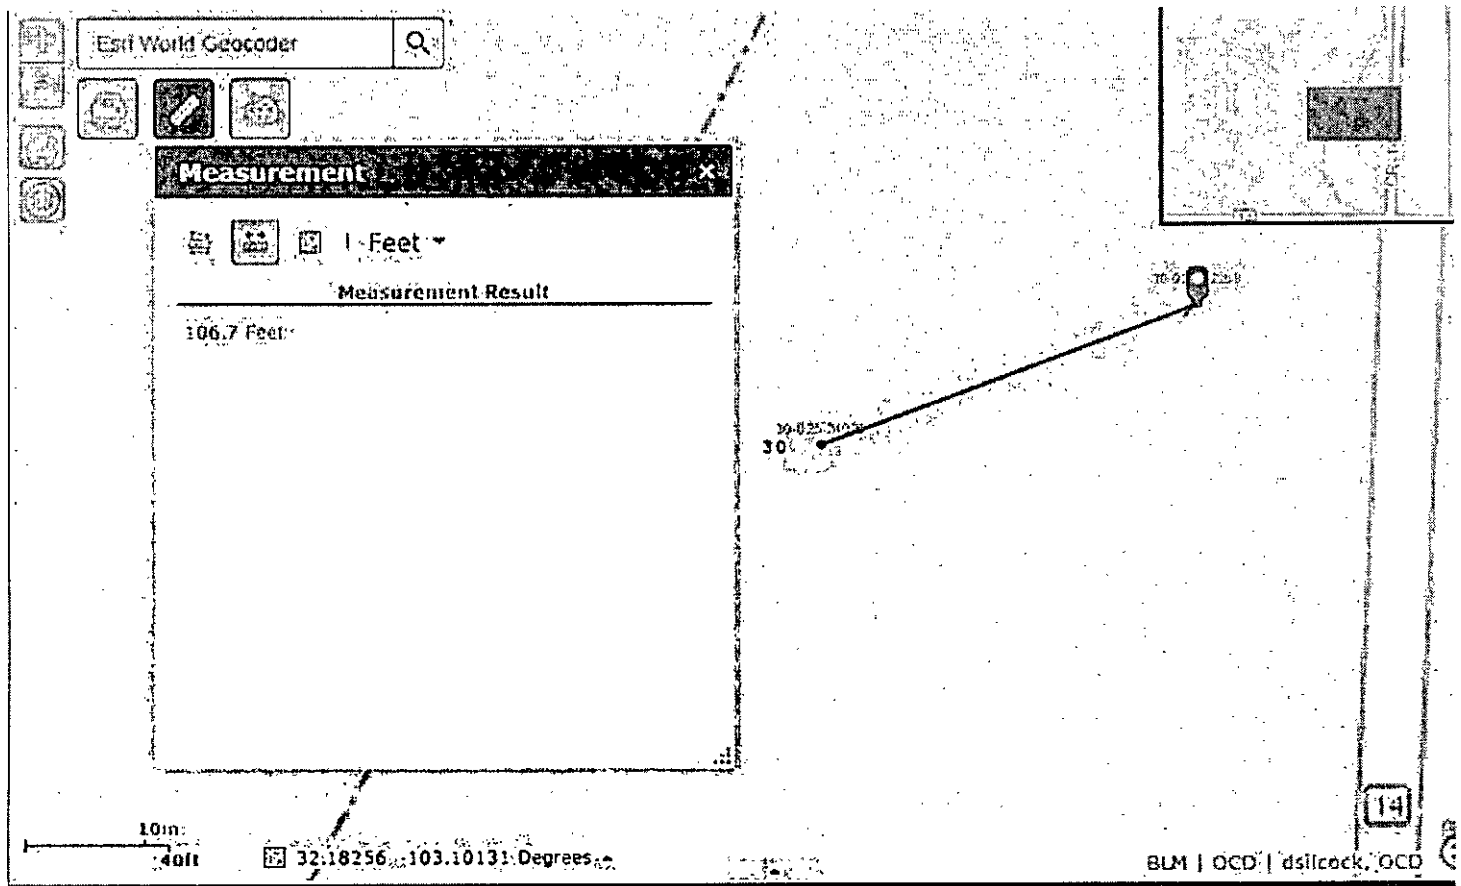 Esri World Geocoder
Measurement ×
| Feet
Measurement Result
106.7 Feet
30
10m
40ft
32.18256 -103.10131 Degrees
14
BLM | OCD | dsilcock, OCD